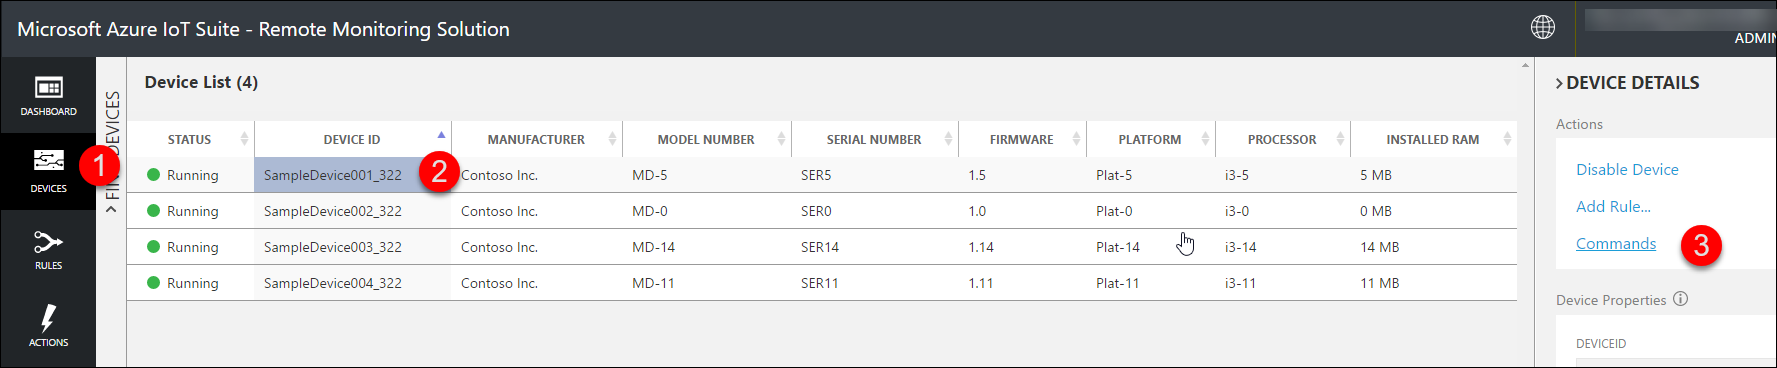 Microsoft Azure IoT Suite - Remote Monitoring Solution
ADMIN
DASHBOARD
DEVICES
RULES
ACTIONS
1
DEVICES
Device List (4)
STATUS DEVICE ID MANUFACTURER MODEL NUMBER SERIAL NUMBER FIRMWARE PLATFORM PROCESSOR INSTALLED RAM
Running SampleDevice001_322 2 Contoso Inc. MD-5 SER5 1.5 Plat-5 i3-5 5 MB
Running SampleDevice002_322 Contoso Inc. MD-0 SER0 1.0 Plat-0 i3-0 0 MB
Running SampleDevice003_322 Contoso Inc. MD-14 SER14 1.14 Plat-14 i3-14 14 MB
Running SampleDevice004_322 Contoso Inc. MD-11 SER11 1.11 Plat-11 i3-11 11 MB
DEVICE DETAILS
Actions
Disable Device
Add Rule...
Commands 3
Device Properties
DEVICEID